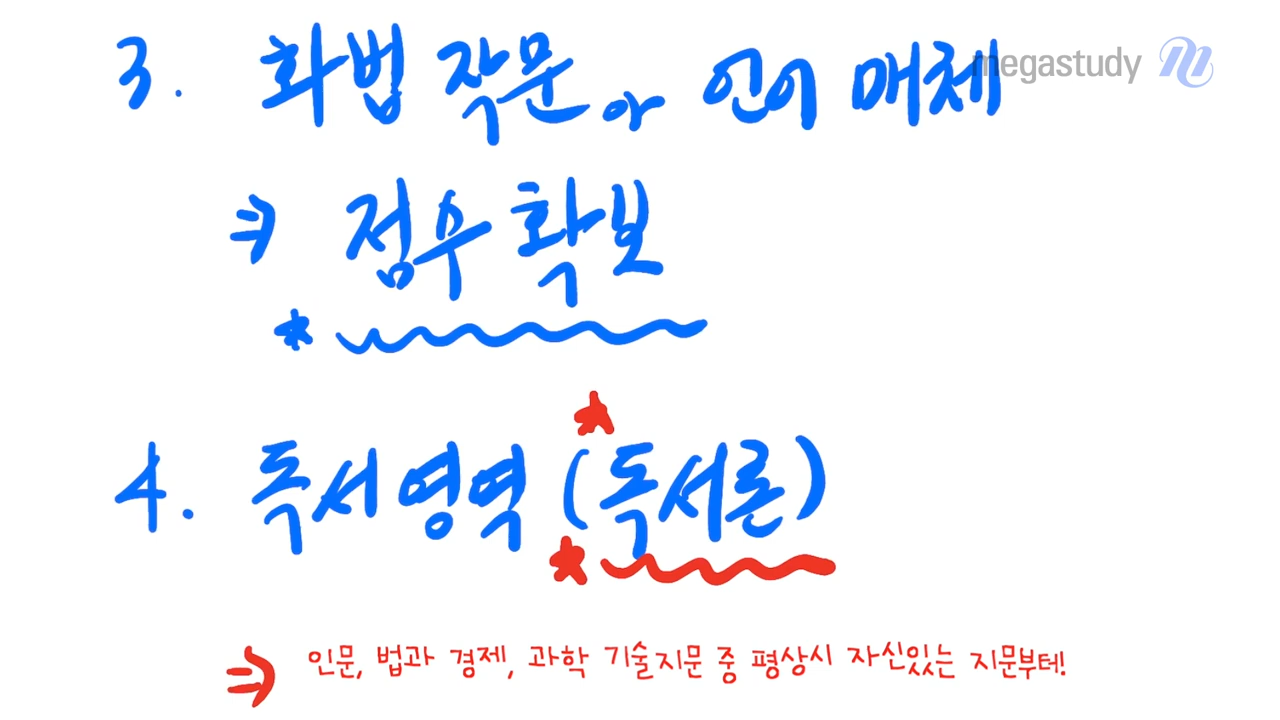 3. 화법 작문 or 언어 매체 megastudy
⇒ 점수 확보
4. 독서영역 (독서론)
⇒ 인문, 법과 경제, 과학 기술지문 중 평상시 자신있는 지문부터!